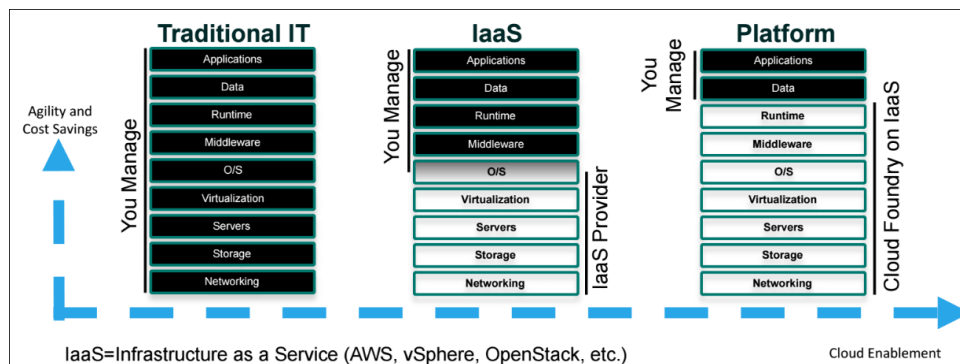 Traditional IT
IaaS
Platform
Agility and
Cost Savings
You Manage
Applications
Data
Runtime
Middleware
O/S
Virtualization
Servers
Storage
Networking
You Manage
Applications
Data
Runtime
Middleware
O/S
Virtualization
Servers
Storage
Networking
IaaS Provider
You
Manage
Applications
Data
Runtime
Middleware
O/S
Virtualization
Servers
Storage
Networking
Cloud Foundry on IaaS
IaaS=Infrastructure as a Service (AWS, vSphere, OpenStack, etc.)
Cloud Enablement